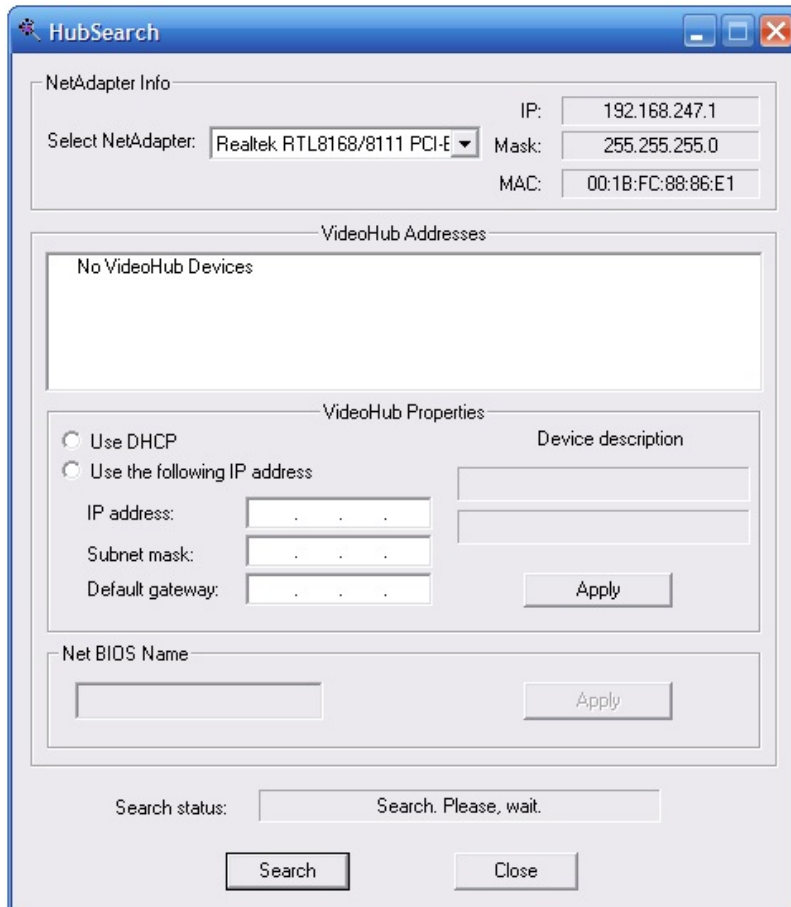 HubSearch
NetAdapter Info
IP: 192.168.247.1
Select NetAdapter: Realtek RTL8168/8111 PCI-E
Mask: 255.255.255.0
MAC: 00:1B:FC:88:86:E1
VideoHub Addresses
No VideoHub Devices
VideoHub Properties
Use DHCP
Device description
Use the following IP address
IP address: . . .
Subnet mask: . . .
Default gateway: . . .
Apply
Net BIOS Name
Apply
Search status: Search. Please, wait.
Search Close